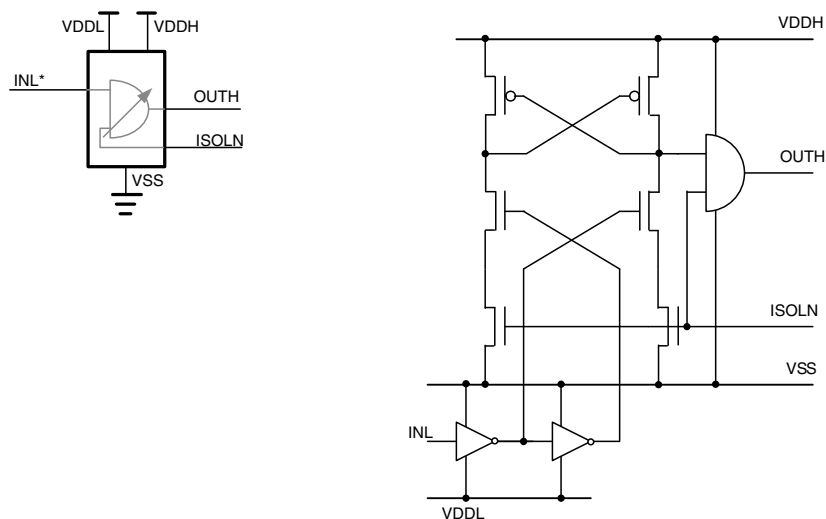 VDDL
VDDH
INL*
OUTH
ISOLN
VSS
VDDH
OUTH
ISOLN
VSS
INL
VDDL